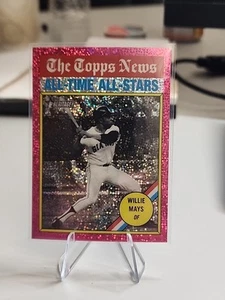 The Topps News
ALL-TIME ALL-STARS
WILLIE
MAYS
OF